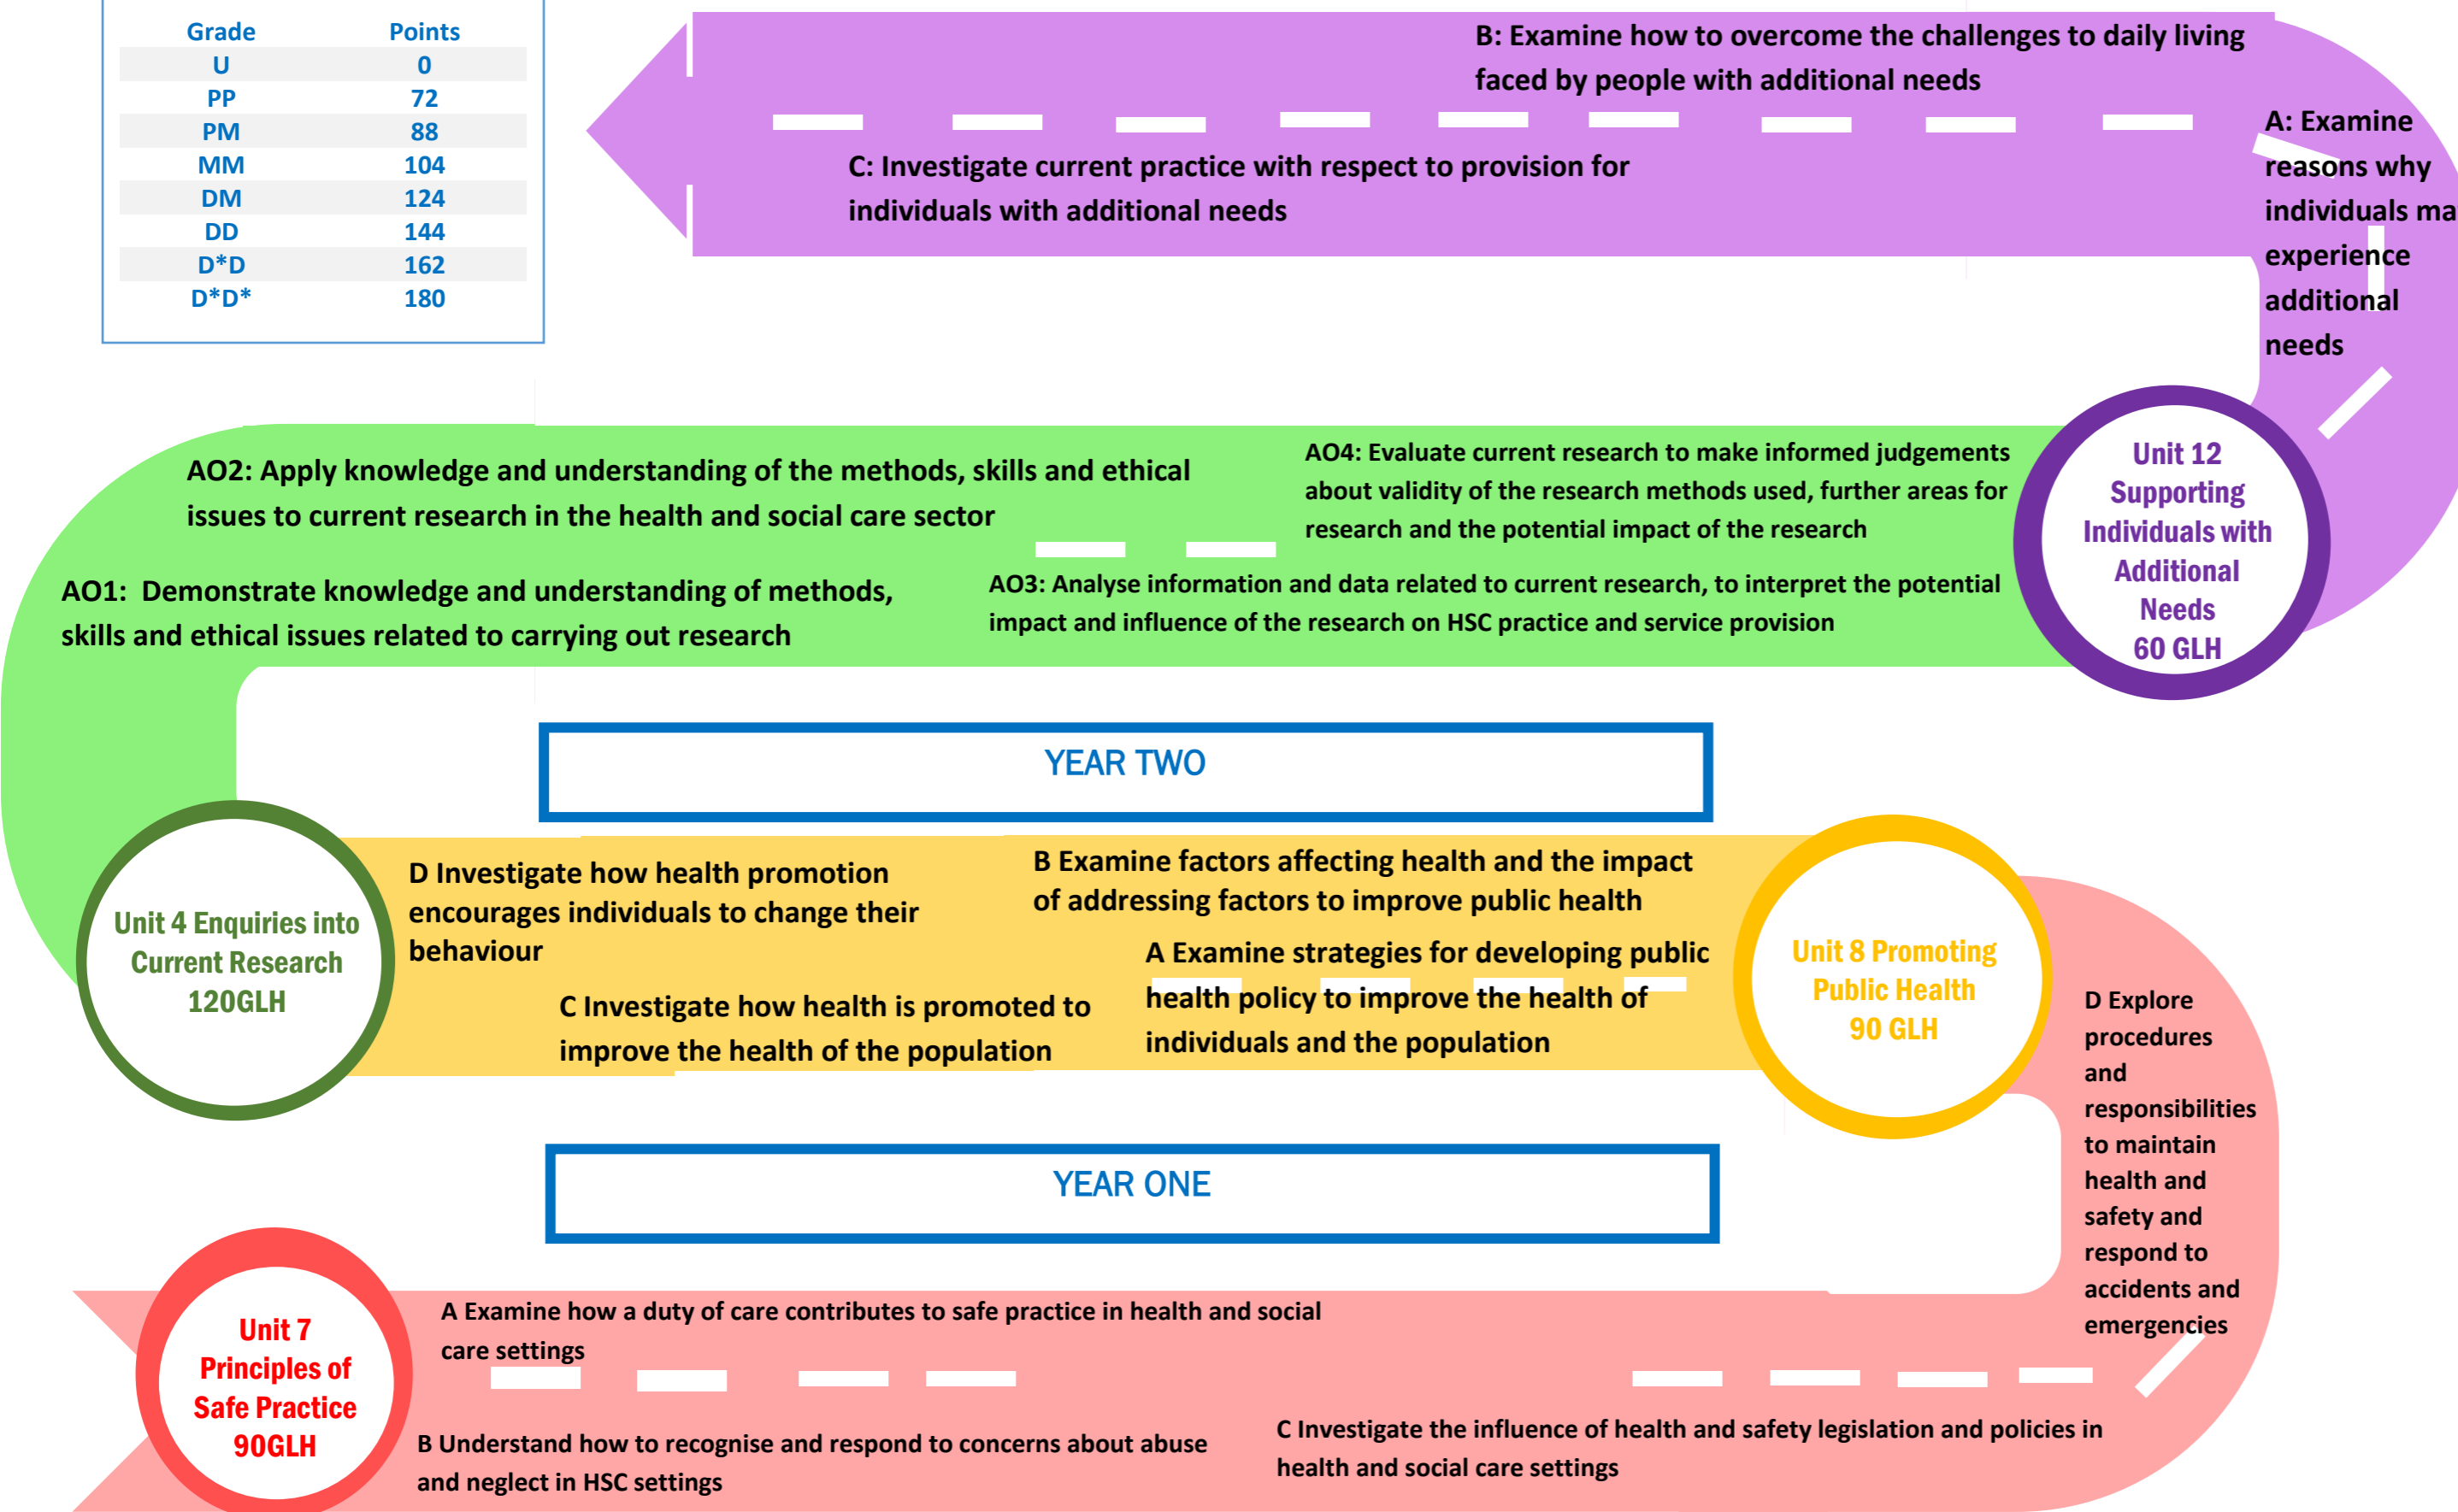 Grade Points
U 0
PP 72
PM 88
MM 104
DM 124
DD 144
D*D 162
D*D* 180
B: Examine how to overcome the challenges to daily living
faced by people with additional needs
A: Examine
reasons why
individuals ma
experience
additional
needs
C: Investigate current practice with respect to provision for
individuals with additional needs
AO2: Apply knowledge and understanding of the methods, skills and ethical
issues to current research in the health and social care sector
AO4: Evaluate current research to make informed judgements
about validity of the research methods used, further areas for
research and the potential impact of the research
Unit 12
Supporting
Individuals with
Additional
Needs
60 GLH
AO1: Demonstrate knowledge and understanding of methods,
skills and ethical issues related to carrying out research
AO3: Analyse information and data related to current research, to interpret the potential
impact and influence of the research on HSC practice and service provision
YEAR TWO
Unit 4 Enquiries into
Current Research
120GLH
D Investigate how health promotion
encourages individuals to change their
behaviour
B Examine factors affecting health and the impact
of addressing factors to improve public health
A Examine strategies for developing public
health policy to improve the health of
individuals and the population
C Investigate how health is promoted to
improve the health of the population
Unit 8 Promoting
Public Health
90 GLH
D Explore
procedures
and
responsibilities
to maintain
health and
safety and
respond to
accidents and
emergencies
YEAR ONE
Unit 7
Principles of
Safe Practice
90GLH
A Examine how a duty of care contributes to safe practice in health and social
care settings
B Understand how to recognise and respond to concerns about abuse
and neglect in HSC settings
C Investigate the influence of health and safety legislation and policies in
health and social care settings